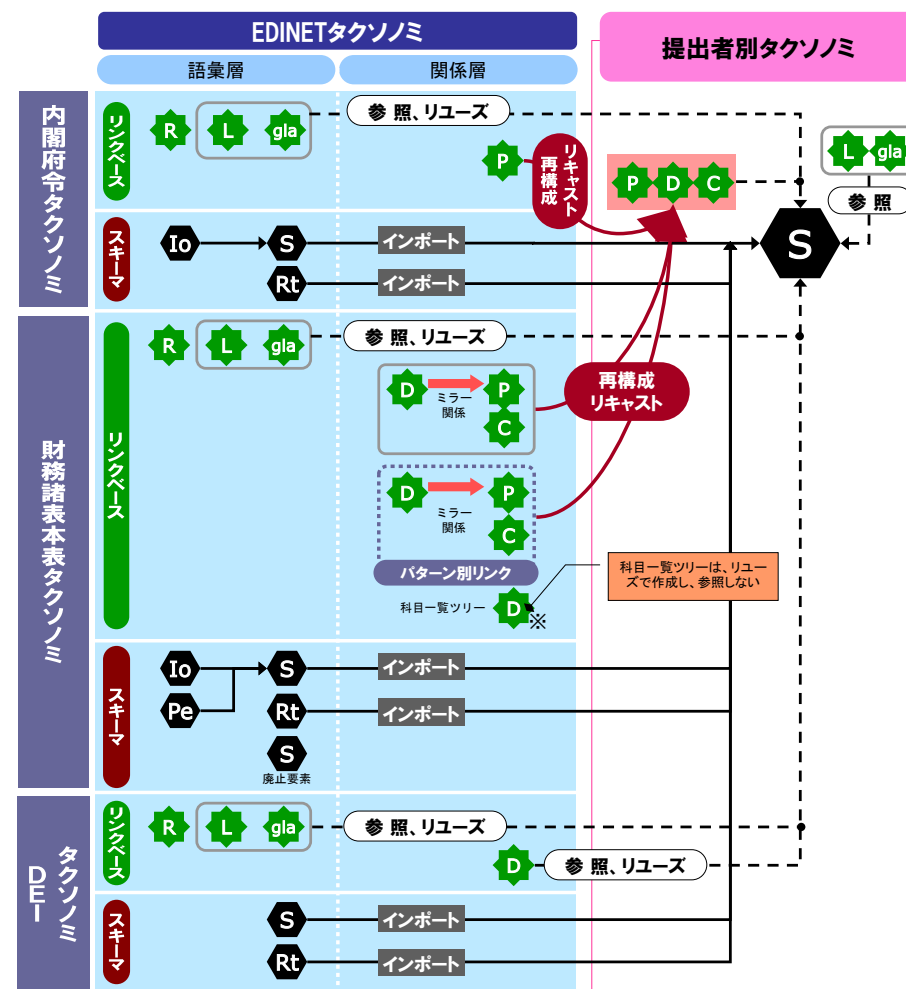 EDINETタクソノミ
提出者別タクソノミ
語彙層
関係層
内閣府令タクソノミ
リンクベース
R
L
gla
参 照、リユーズ
P
リキャスト
再構成
P
D
C
L
gla
参 照
スキーマ
Io
S
インポート
S
Rt
インポート
財務諸表本表タクソノミ
リンクベース
R
L
gla
参 照、リユーズ
D
ミラー
関係
P
C
再構成
リキャスト
D
ミラー
関係
P
C
パターン別リンク
科目一覧ツリー
D
※
科目一覧ツリーは、リユー
ズで作成し、参照しない
スキーマ
Io
S
インポート
Pe
Rt
インポート
S
廃止要素
タクソノミ
DEI
リンクベース
R
L
gla
参 照、リユーズ
D
参 照、リユーズ
スキーマ
S
インポート
Rt
インポート